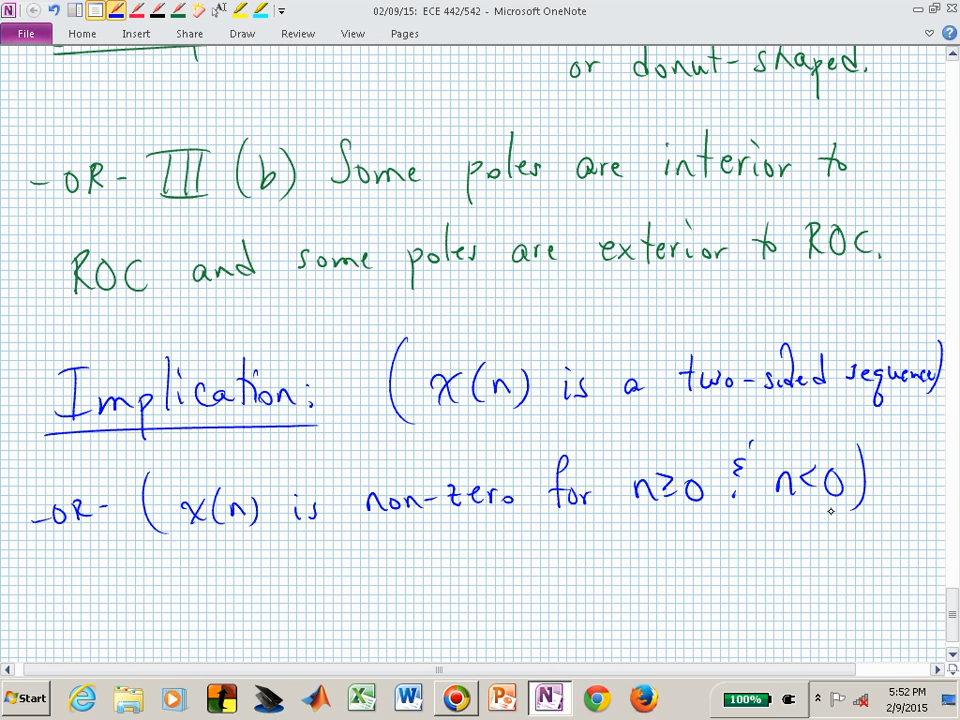 02/09/15: ECE 442/542 - Microsoft OneNote
File Home Insert Share Draw Review View Pages
or donut-shaped.
-OR- III (b) Some poles are interior to
ROC and some poles are exterior to ROC.
Implication: (x(n) is a two-sided sequence)
-OR- (x(n) is non-zero for n≥0 & n<0)
Start 100% 5:52 PM
2/9/2015